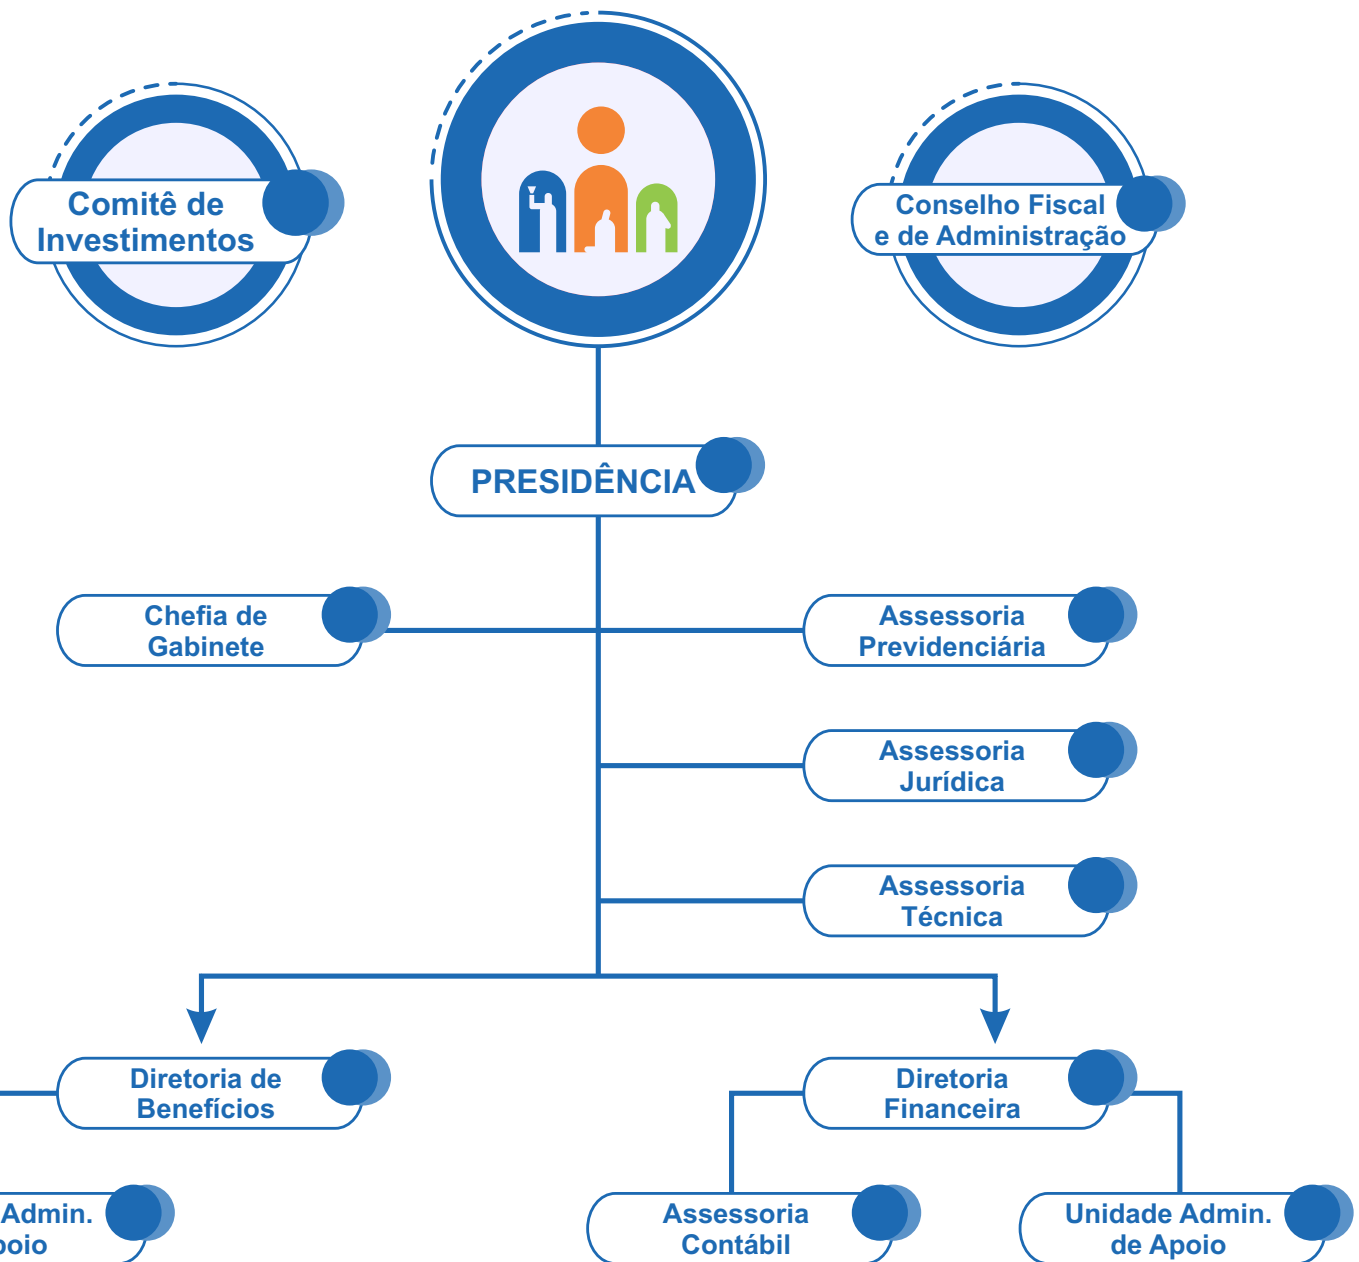 Comitê de
Investimentos
Conselho Fiscal
e de Administração
PRESIDÊNCIA
Chefia de
Gabinete
Assessoria
Previdenciária
Assessoria
Jurídica
Assessoria
Técnica
Diretoria de
Benefícios
Diretoria
Financeira
Admin.
Assessoria
Contábil
Unidade Admin.
de Apoio